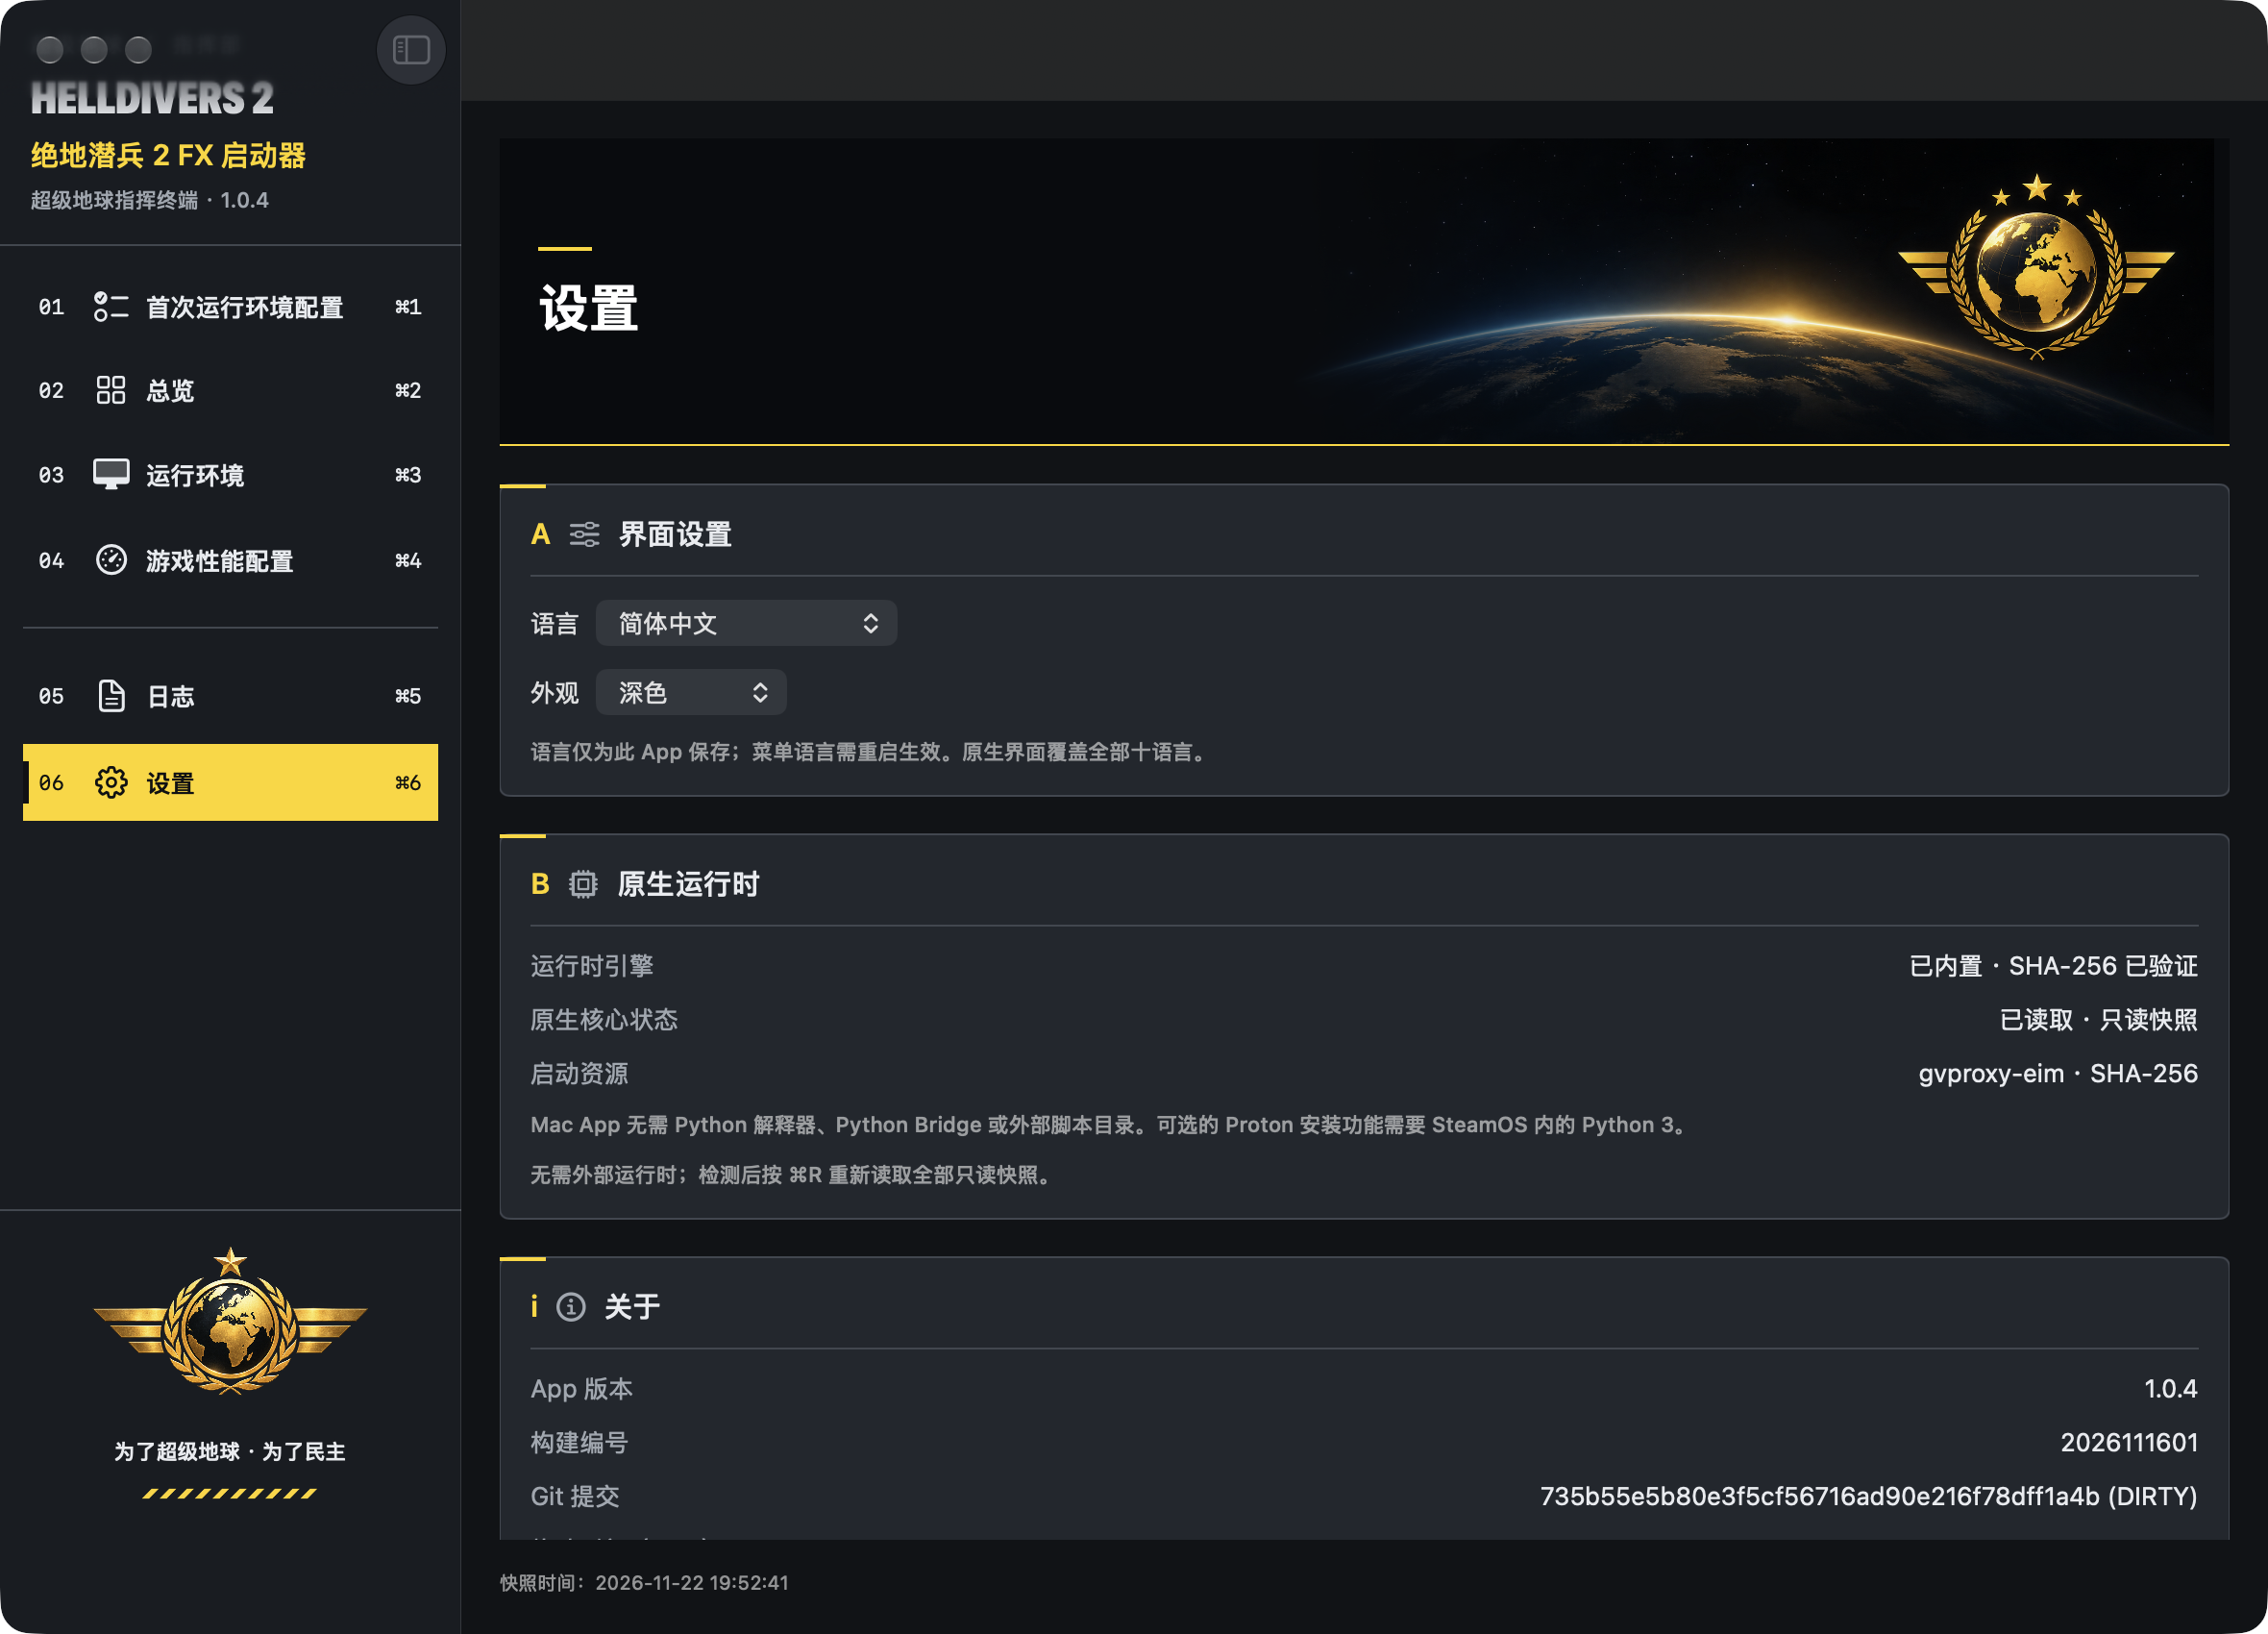 HELLDIVERS 2
绝地潜兵 2 FX 启动器
超级地球指挥终端 · 1.0.4
01 首次运行环境配置 ⌘1
02 总览 ⌘2
03 运行环境 ⌘3
04 游戏性能配置 ⌘4
05 日志 ⌘5
06 设置 ⌘6
为了超级地球 · 为了民主
设置
A 界面设置
语言 简体中文
外观 深色
语言仅为此 App 保存；菜单语言需重启生效。原生界面覆盖全部十语言。
B 原生运行时
运行时引擎 已内置 · SHA-256 已验证
原生核心状态 已读取 · 只读快照
启动资源 gvproxy-eim · SHA-256
Mac App 无需 Python 解释器、Python Bridge 或外部脚本目录。可选的 Proton 安装功能需要 SteamOS 内的 Python 3。
无需外部运行时；检测后按 ⌘R 重新读取全部只读快照。
i 关于
App 版本 1.0.4
构建编号 2026111601
Git 提交 735b55e5b80e3f5cf56716ad90e216f78dff1a4b (DIRTY)
快照时间：2026-11-22 19:52:41